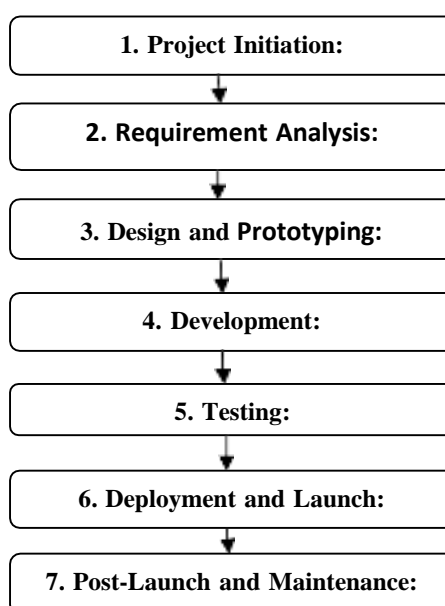 1. Project Initiation:
2. Requirement Analysis:
3. Design and Prototyping:
4. Development:
5. Testing:
6. Deployment and Launch:
7. Post-Launch and Maintenance: